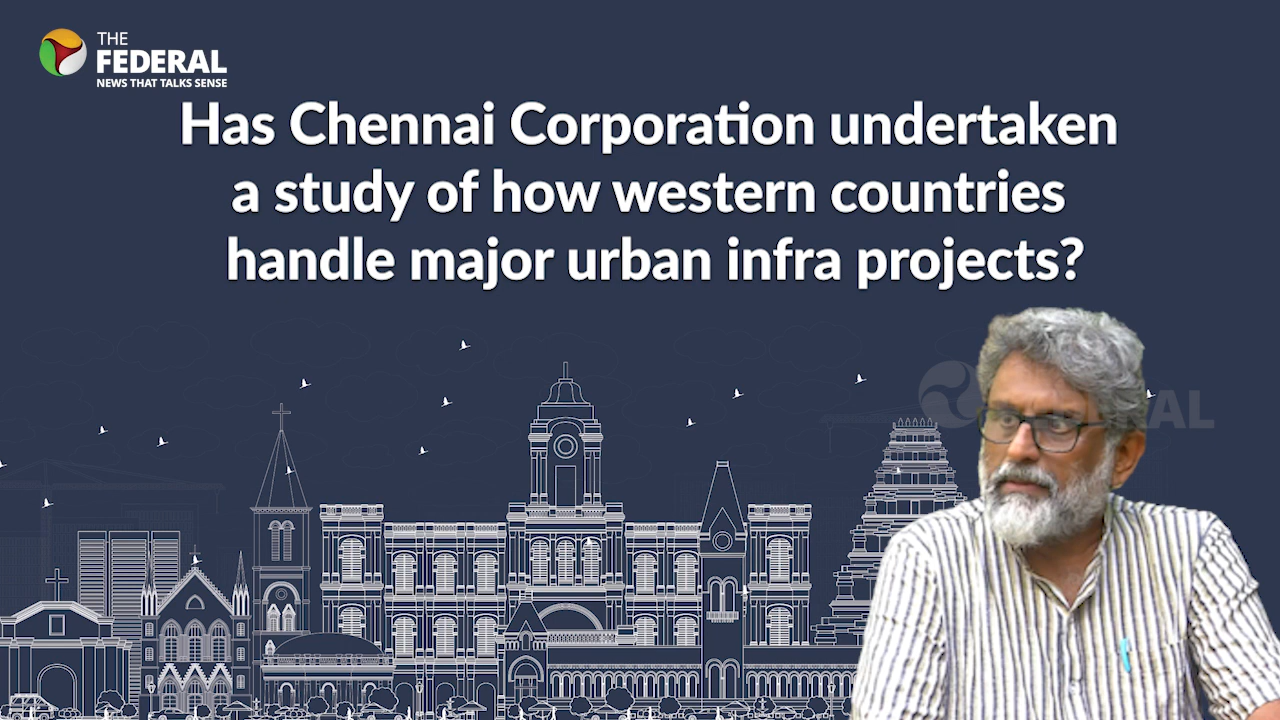 THE
FEDERAL
NEWS THAT TALKS SENSE
Has Chennai Corporation undertaken
a study of how western countries
handle major urban infra projects?